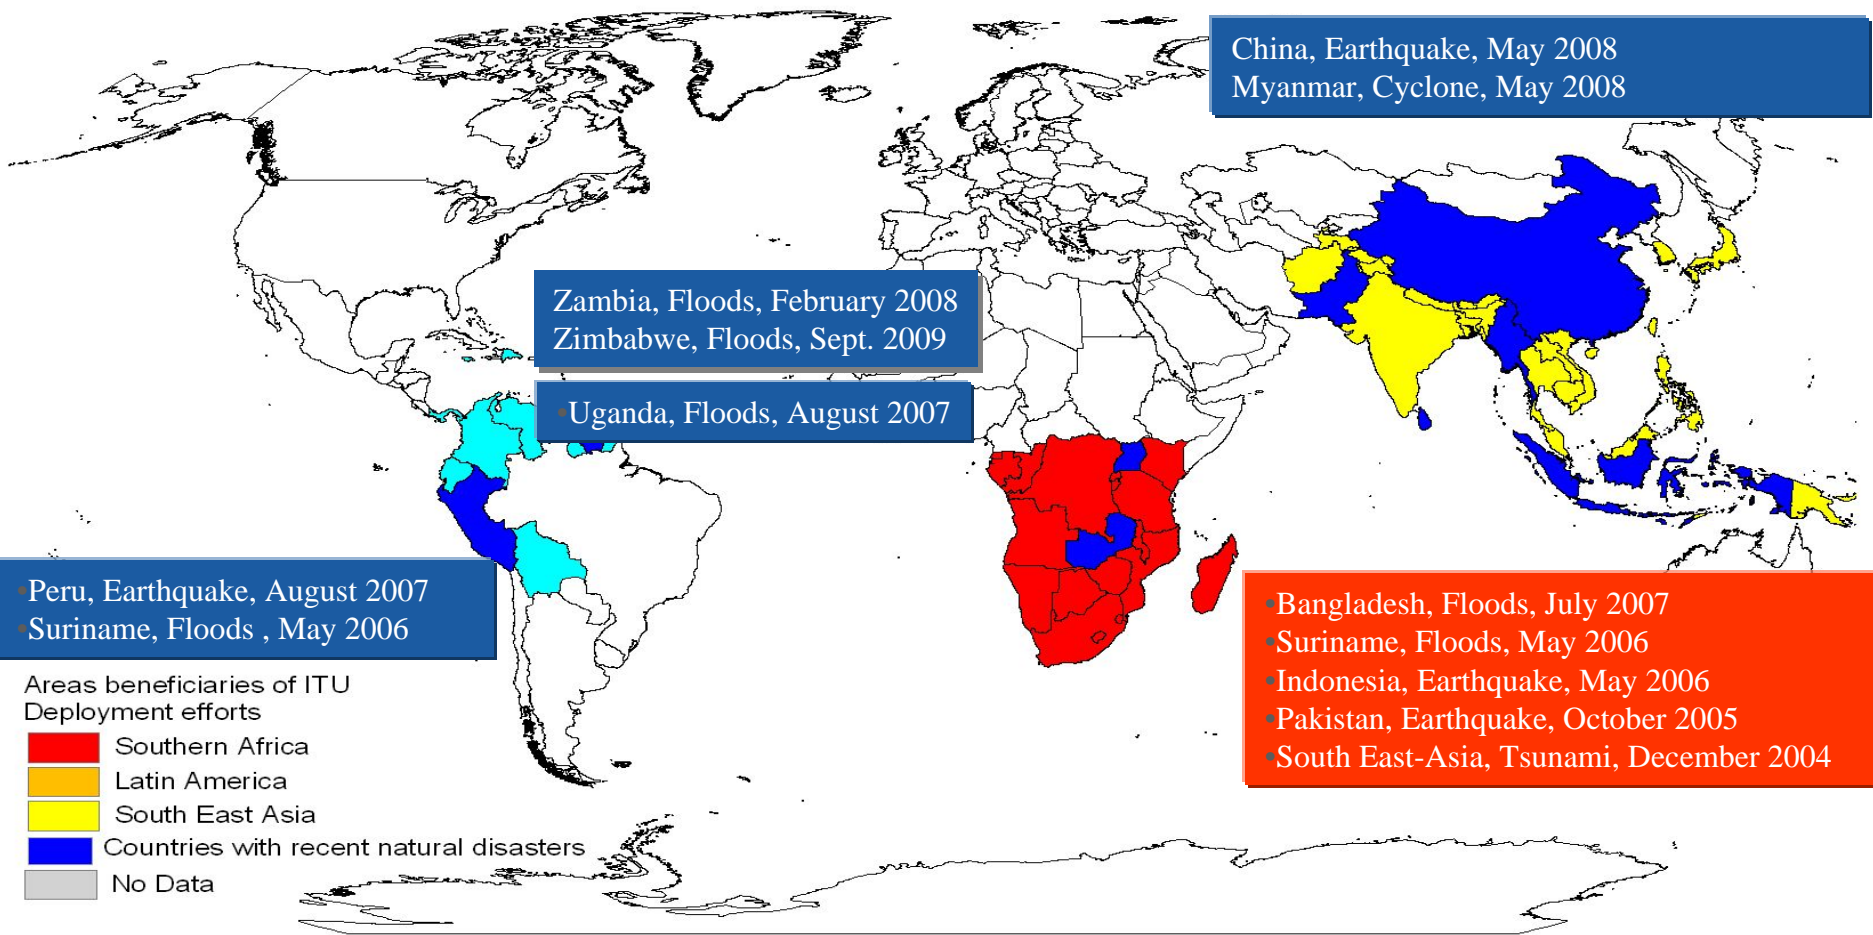 China, Earthquake, May 2008
Myanmar, Cyclone, May 2008
Zambia, Floods, February 2008
Zimbabwe, Floods, Sept. 2009
•Uganda, Floods, August 2007
•Peru, Earthquake, August 2007
•Suriname, Floods , May 2006
•Bangladesh, Floods, July 2007
•Suriname, Floods, May 2006
•Indonesia, Earthquake, May 2006
•Pakistan, Earthquake, October 2005
•South East-Asia, Tsunami, December 2004
Areas beneficiaries of ITU
Deployment efforts
Southern Africa
Latin America
South East Asia
Countries with recent natural disasters
No Data